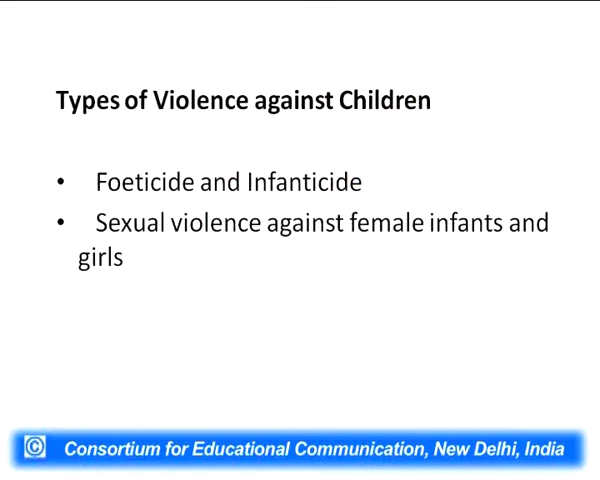 Types of Violence against Children
• Foeticide and Infanticide
• Sexual violence against female infants and
girls
© Consortium for Educational Communication, New Delhi, India